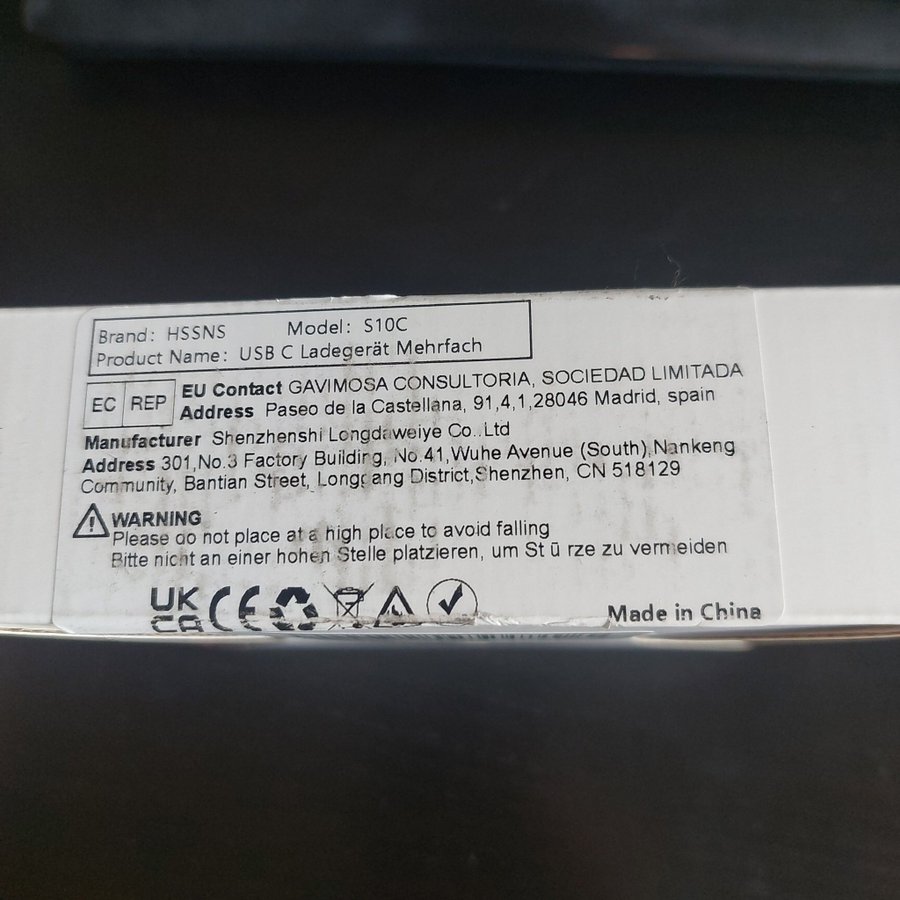 Brand: HSSNS Model: S10C
Product Name: USB C Ladegerät Mehrfach
EC REP
EU Contact GAVIMOSA CONSULTORIA, SOCIEDAD LIMITADA
Address Paseo de la Castellana, 91,4,1,28046 Madrid, spain
Manufacturer Shenzhenshi Longdaweiye Co.,Ltd
Address 301,No.3 Factory Building, No.41,Wuhe Avenue (South),Nankeng
Community, Bantian Street, Longgang District,Shenzhen, CN 518129
WARNING
Please do not place at a high place to avoid falling
Bitte nicht an einer hohen Stelle platzieren, um St ü rze zu vermeiden
UK
CA CE
Made in China